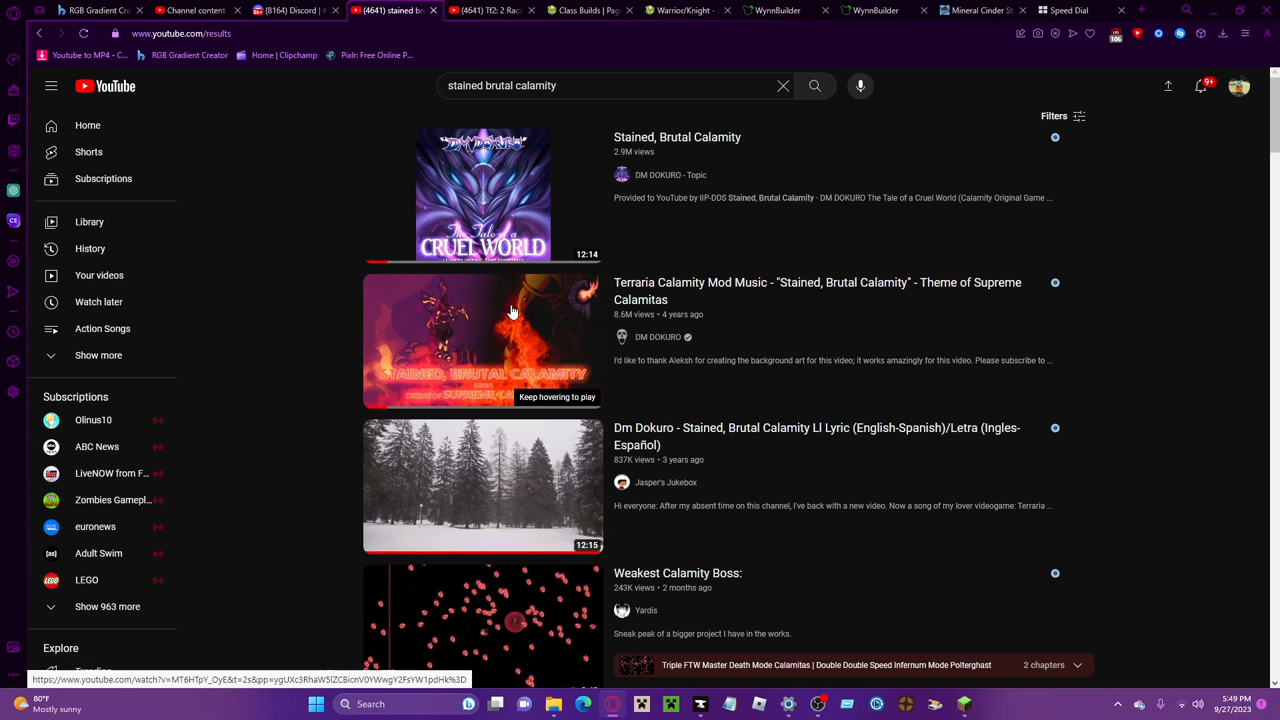 RGB Gradient Cre
Channel content
(8164) Discord | F
(4641) stained bn
(4641) Tf2: 2 Rac
Class Builds | Pag
Warrior/Knight -
WynnBuilder
WynnBuilder
Mineral Cinder St
Speed Dial
www.youtube.com/results
106
Youtube to MP4 - C...
RGB Gradient Creator
Home | Clipchamp
Pixlr: Free Online P...
YouTube
stained brutal calamity
9+
Filters
Home
Shorts
Subscriptions
Library
History
Your videos
Watch later
Action Songs
Show more
Subscriptions
Olinus10
ABC News
LiveNOW from F...
Zombies Gamepl...
euronews
Adult Swim
LEGO
Show 963 more
Explore
DM DOKURO
The Tale of a
CRUEL WORLD
12:14
Stained, Brutal Calamity
2.9M views
DM DOKURO - Topic
Provided to YouTube by IIP-DDS Stained, Brutal Calamity · DM DOKURO The Tale of a Cruel World (Calamity Original Game ...
STAINED, BRUTAL CALAMITY
THEME OF SUPREME CA
Keep hovering to play
Terraria Calamity Mod Music - "Stained, Brutal Calamity" - Theme of Supreme
Calamitas
8.6M views • 4 years ago
DM DOKURO
I'd like to thank Aleksh for creating the background art for this video; it works amazingly for this video. Please subscribe to ...
12:15
Dm Dokuro - Stained, Brutal Calamity Ll Lyric (English-Spanish)/Letra (Ingles-
Español)
837K views • 3 years ago
Jasper's Jukebox
Hi everyone: After my absent time on this channel, I've back with a new video. Now a song of my lover videogame: Terraria ...
Weakest Calamity Boss:
243K views • 2 months ago
Yardis
Sneak peak of a bigger project I have in the works.
Triple FTW Master Death Mode Calamitas | Double Double Speed Infernum Mode Polterghast
2 chapters
https://www.youtube.com/watch?v=MT6HTpY_OyE&t=2s&pp=ygUXc3RhaW5lZCBicnV0YWwgY2FsYW1pdHk%3D
80°F
Mostly sunny
Search
5:49 PM
9/27/2023